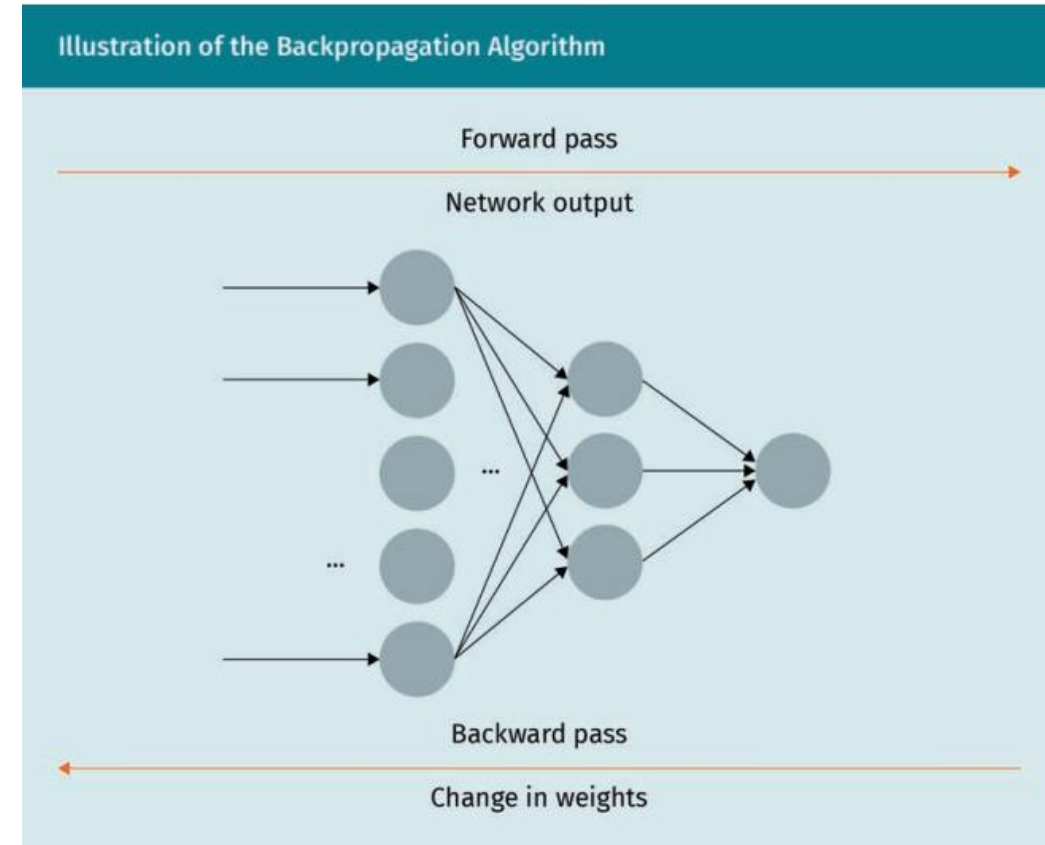 Illustration of the Backpropagation Algorithm
Forward pass
Network output
...
...
Backward pass
Change in weights